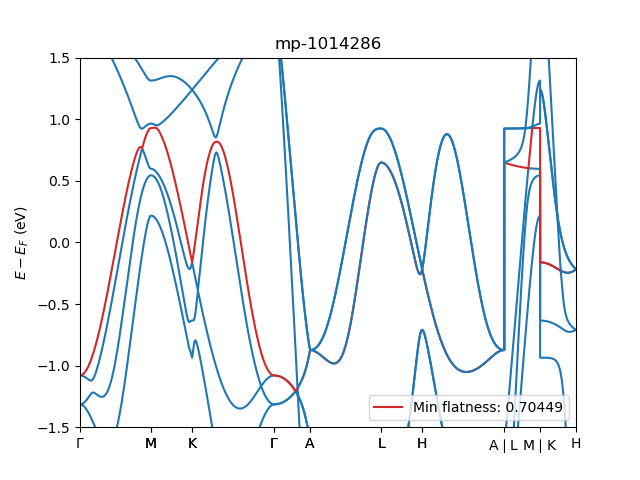 mp-1014286
E − E_F (eV)
1.5
1.0
0.5
0.0
−0.5
−1.0
−1.5
Min flatness: 0.70449
Γ M K Γ A L H A | L M | K H